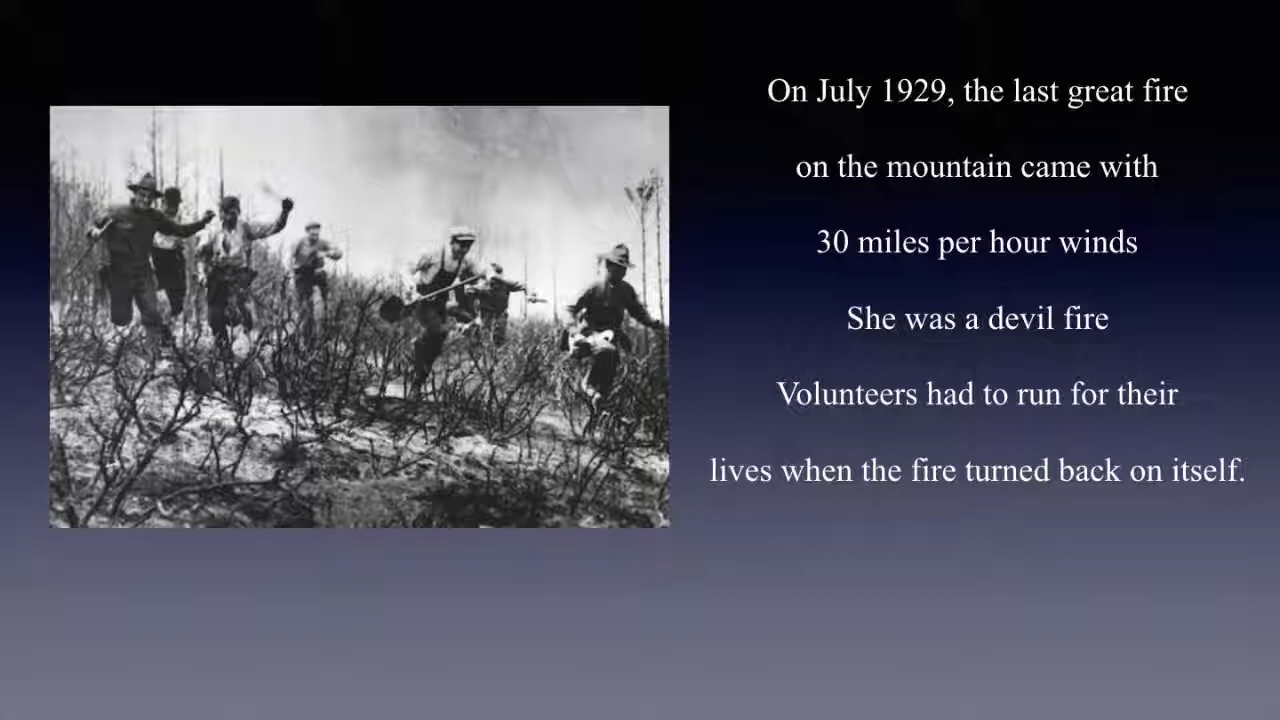 On July 1929, the last great fire
on the mountain came with
30 miles per hour winds
She was a devil fire
Volunteers had to run for their
lives when the fire turned back on itself.